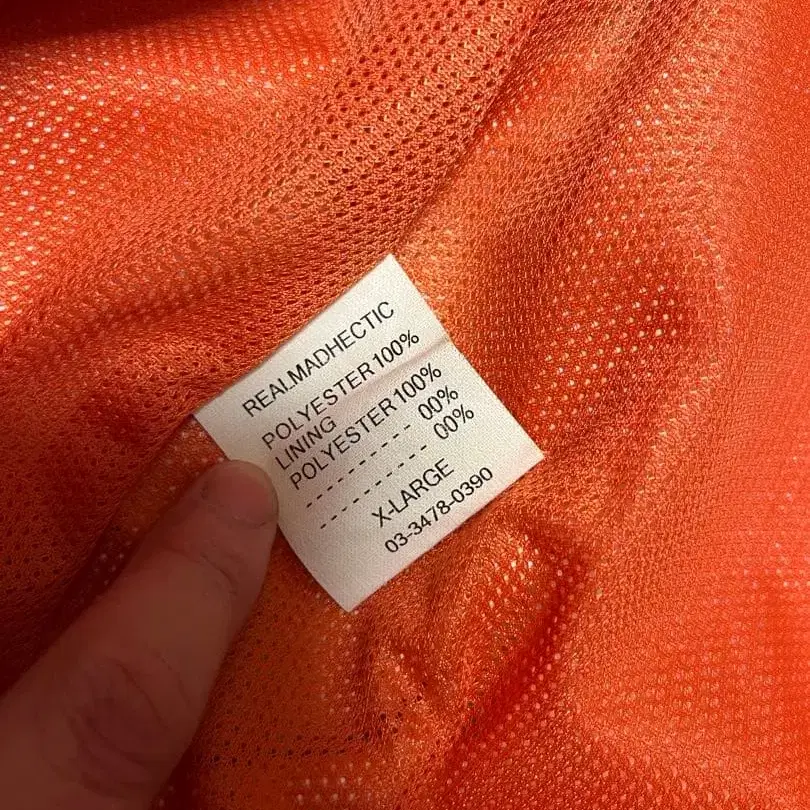 REALMADHECTIC
POLYESTER 100%
LINING
POLYESTER 100%
---------- 00%
---------- 00%
X-LARGE
03-3478-0390